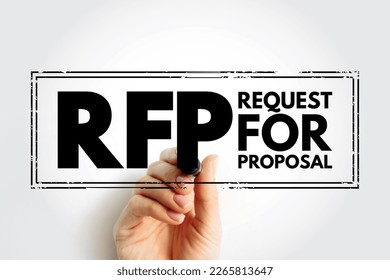 RFP
REQUEST
FOR
PROPOSAL
shutterstock.com · 2265813647